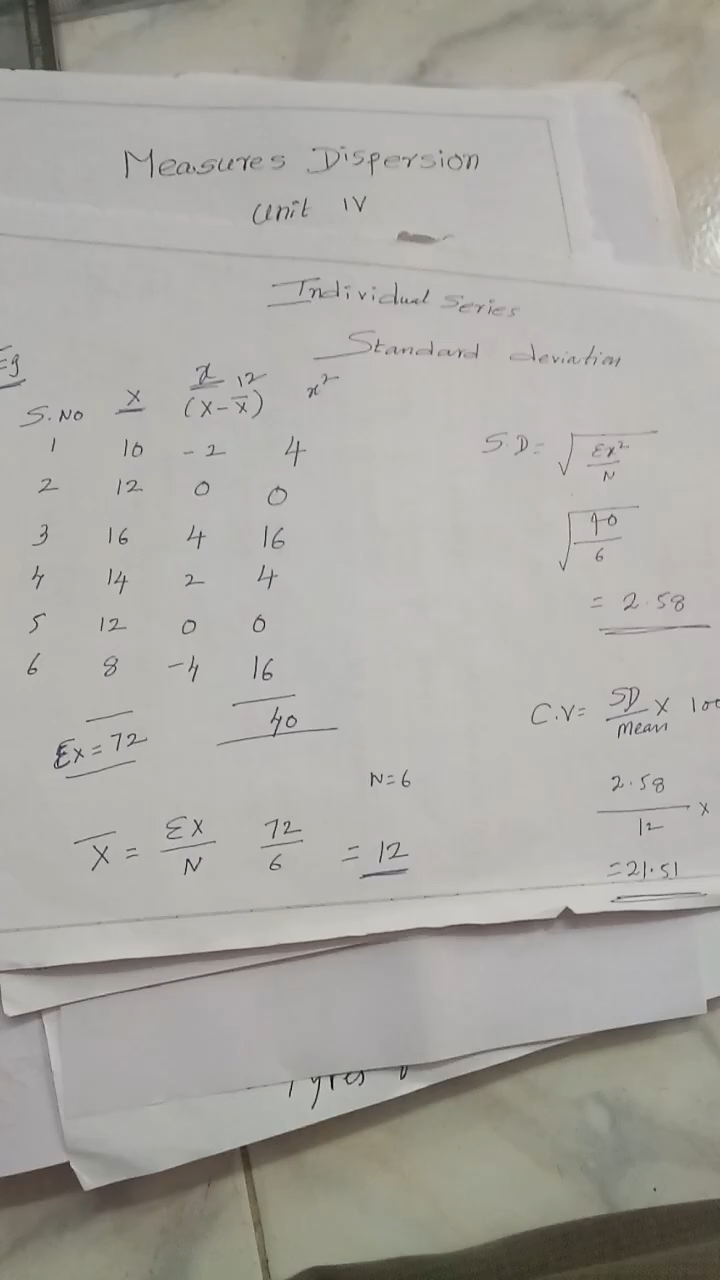 Measures Dispersion
Unit IV
Individual Series
Standard deviation
Eg
S.No X x (X-X̄) 12 x²
1 10 -2 4
2 12 0 0
3 16 4 16
4 14 2 4
5 12 0 0
6 8 -4 16
Ex=72 40
N=6
X̄ = ΣX/N 72/6 = 12
S.D= √Σx²/N
√40/6
= 2.58
C.V= SD/Mean X 100
2.58/12 x
=21.51